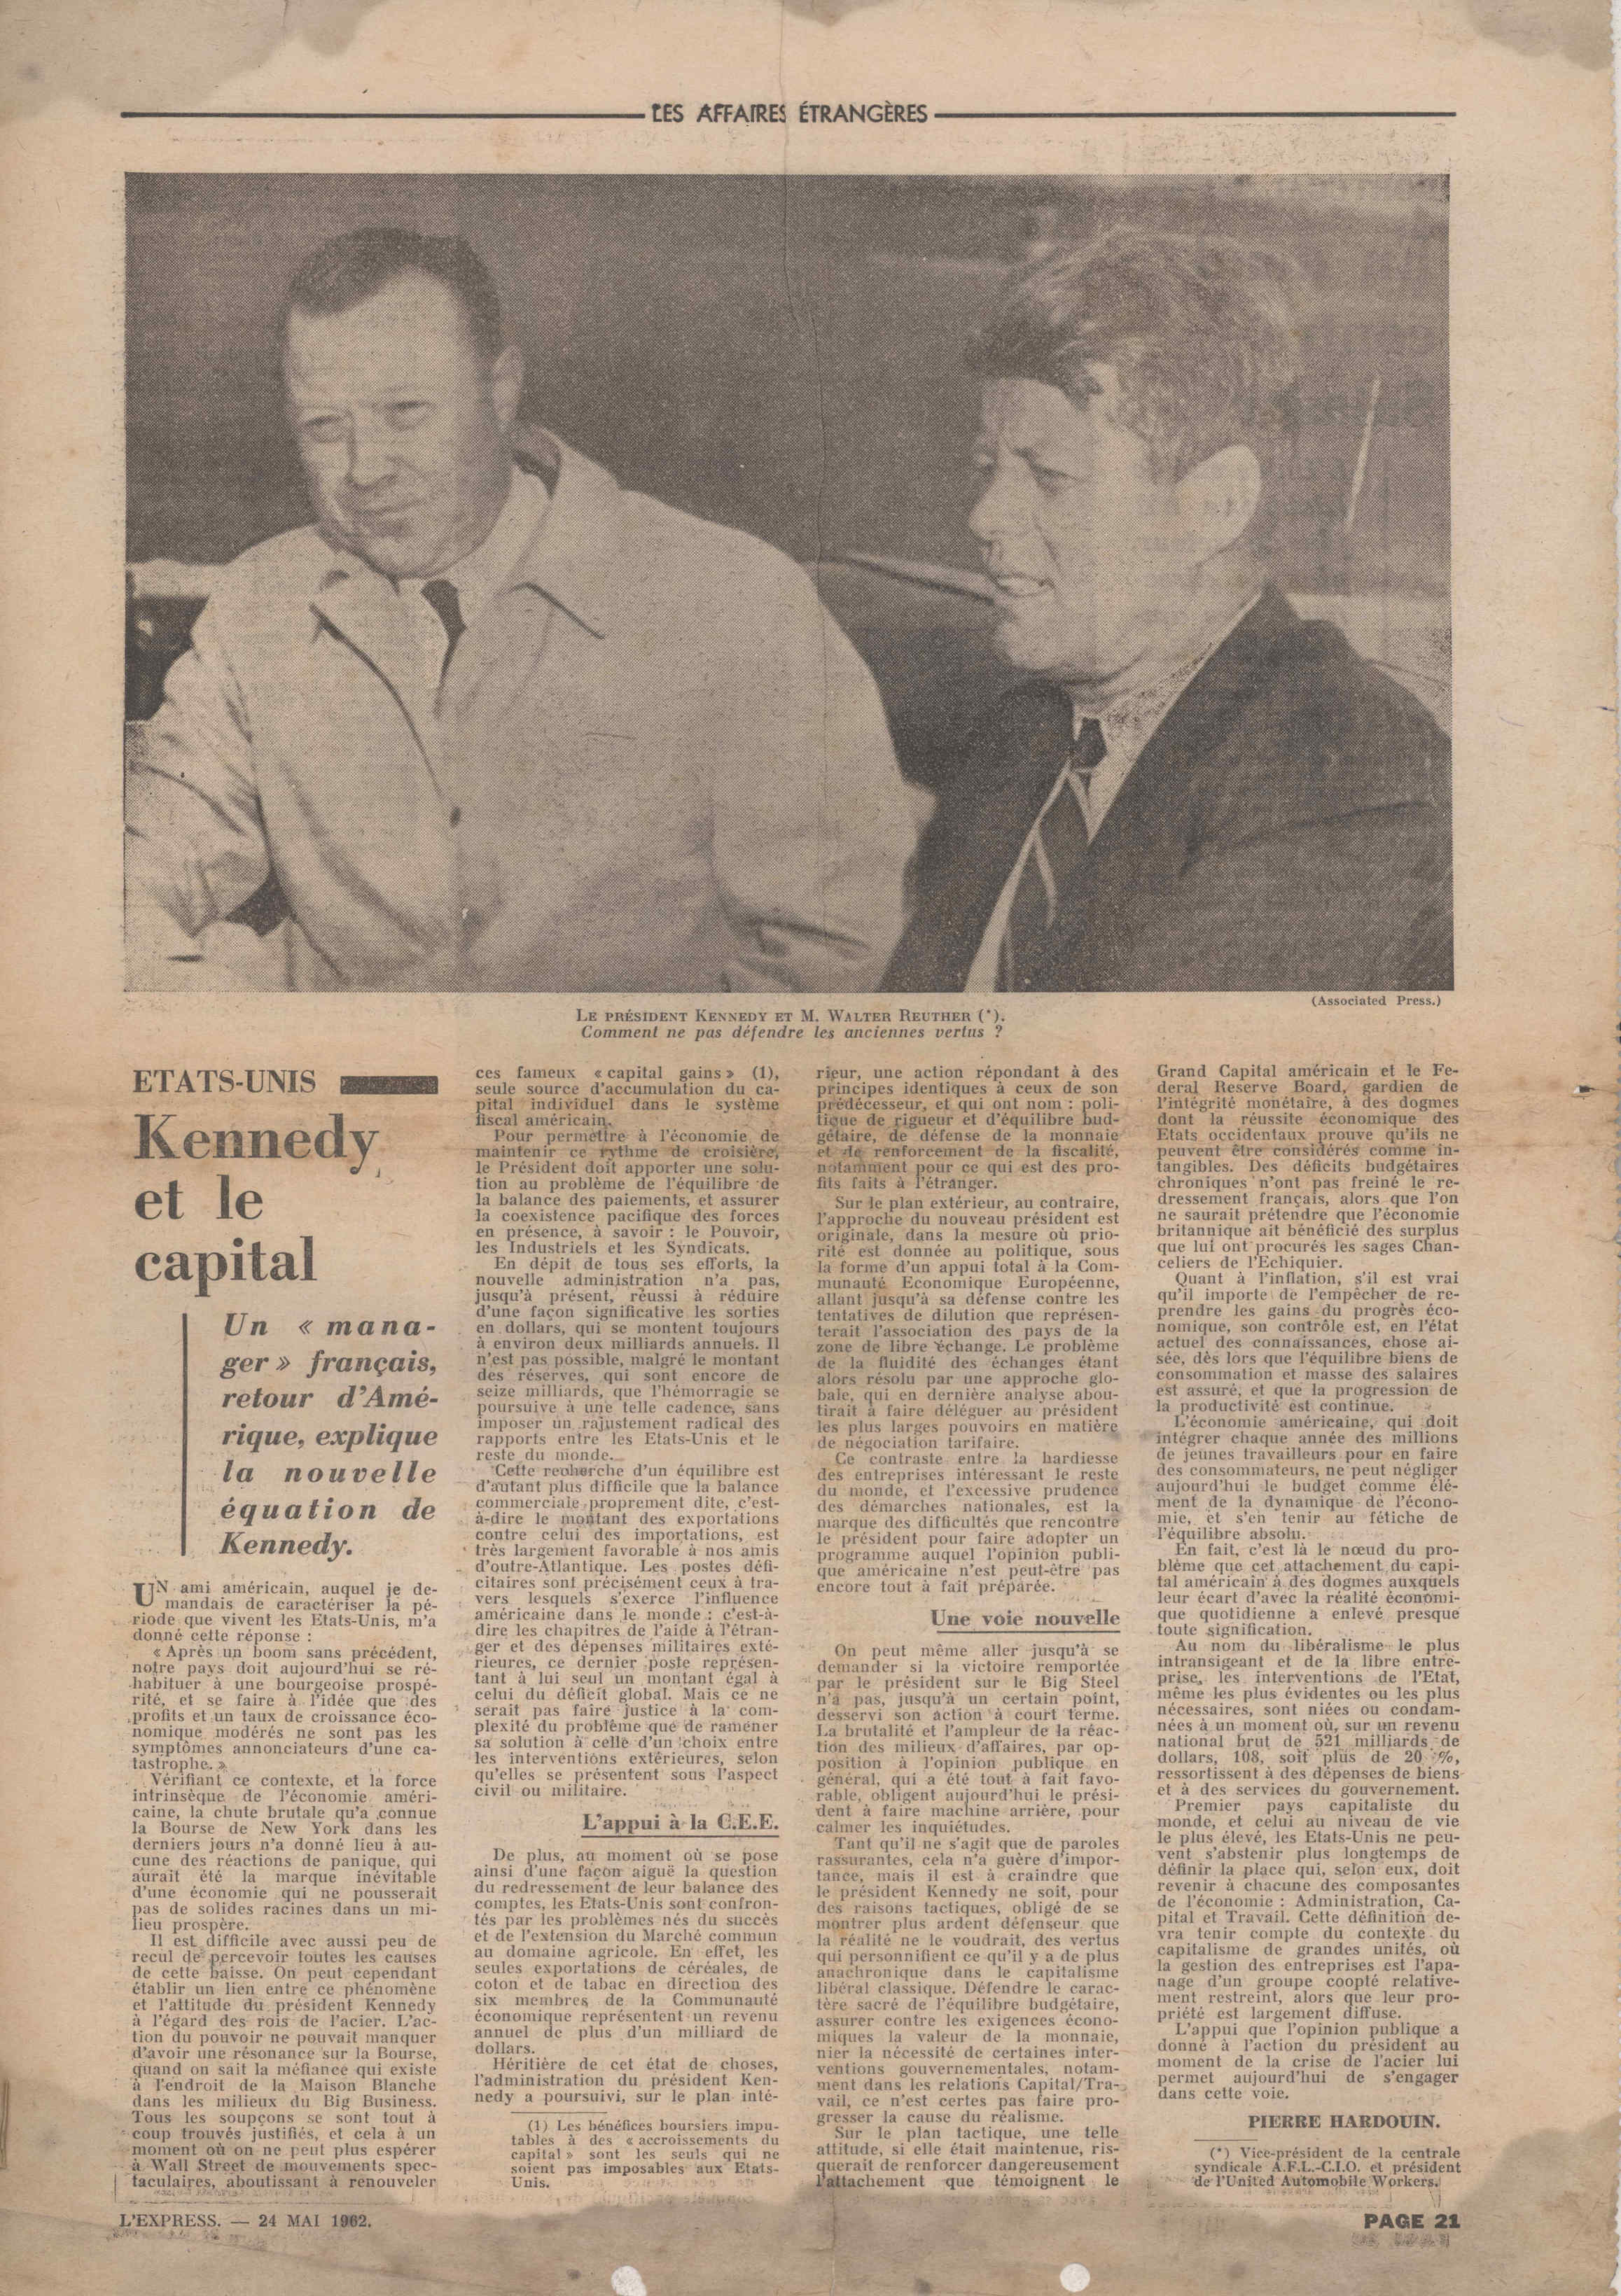 LES AFFAIRES ÉTRANGÈRES
(Associated Press.)
LE PRÉSIDENT KENNEDY ET M. WALTER REUTHER (*).
Comment ne pas défendre les anciennes vertus ?
ETATS-UNIS
Kennedy
et le
capital
Un « mana-
ger » français,
retour d'Amé-
rique, explique
la nouvelle
équation de
Kennedy.
UN ami américain, auquel je de-
mandais de caractériser la pé-
riode que vivent les Etats-Unis, m'a
donné cette réponse :
« Après un boom sans précédent,
notre pays doit aujourd'hui se ré-
habituer à une bourgeoise prospé-
rité, et se faire à l'idée que des
profits et un taux de croissance éco-
nomique modérés ne sont pas les
symptômes annonciateurs d'une ca-
tastrophe. »
Vérifiant ce contexte, et la force
intrinsèque de l'économie améri-
caine, la chute brutale qu'a connue
la Bourse de New York dans les
derniers jours n'a donné lieu à au-
cune des réactions de panique, qui
aurait été la marque inévitable
d'une économie qui ne pousserait
pas de solides racines dans un mi-
lieu prospère.
Il est difficile avec aussi peu de
recul de percevoir toutes les causes
de cette baisse. On peut cependant
établir un lien entre ce phénomène
et l'attitude du président Kennedy
à l'égard des rois de l'acier. L'ac-
tion du pouvoir ne pouvait manquer
d'avoir une résonance sur la Bourse,
quand on sait la méfiance qui existe
à l'endroit de la Maison Blanche
dans les milieux du Big Business.
Tous les soupçons se sont tout à
coup trouvés justifiés, et cela à un
moment où on ne peut plus espérer
à Wall Street de mouvements spec-
taculaires, aboutissant à renouveler
ces fameux « capital gains » (1),
seule source d'accumulation du ca-
pital individuel dans le système
fiscal américain.
Pour permettre à l'économie de
maintenir ce rythme de croisière,
le Président doit apporter une solu-
tion au problème de l'équilibre de
la balance des paiements, et assurer
la coexistence pacifique des forces
en présence, à savoir : le Pouvoir,
les Industriels et les Syndicats.
En dépit de tous ses efforts, la
nouvelle administration n'a pas,
jusqu'à présent, réussi à réduire
d'une façon significative les sorties
en dollars, qui se montent toujours
à environ deux milliards annuels. Il
n'est pas possible, malgré le montant
des réserves, qui sont encore de
seize milliards, que l'hémorragie se
poursuive à une telle cadence, sans
imposer un rajustement radical des
rapports entre les Etats-Unis et le
reste du monde.
Cette recherche d'un équilibre est
d'autant plus difficile que la balance
commerciale proprement dite, c'est-
à-dire le montant des exportations
contre celui des importations, est
très largement favorable à nos amis
d'outre-Atlantique. Les postes défi-
citaires sont précisément ceux à tra-
vers lesquels s'exerce l'influence
américaine dans le monde : c'est-à-
dire les chapitres de l'aide à l'étran-
ger et des dépenses militaires exté-
rieures, ce dernier poste représen-
tant à lui seul un montant égal à
celui du déficit global. Mais ce ne
serait pas faire justice à la com-
plexité du problème que de ramener
sa solution à celle d'un choix entre
les interventions extérieures, selon
qu'elles se présentent sous l'aspect
civil ou militaire.
L'appui à la C.E.E.
De plus, au moment où se pose
ainsi d'une façon aiguë la question
du redressement de leur balance des
comptes, les Etats-Unis sont confron-
tés par les problèmes nés du succès
et de l'extension du Marché commun
au domaine agricole. En effet, les
seules exportations de céréales, de
coton et de tabac en direction des
six membres de la Communauté
économique représentent un revenu
annuel de plus d'un milliard de
dollars.
Héritière de cet état de choses,
l'administration du président Ken-
nedy a poursuivi, sur le plan inté-
(1) Les bénéfices boursiers impu-
tables à des « accroissements du
capital » sont les seuls qui ne
soient pas imposables aux Etats-
Unis.
rieur, une action répondant à des
principes identiques à ceux de son
prédécesseur, et qui ont nom : poli-
tique de rigueur et d'équilibre bud-
gétaire, de défense de la monnaie
et de renforcement de la fiscalité,
notamment pour ce qui est des pro-
fits faits à l'étranger.
Sur le plan extérieur, au contraire,
l'approche du nouveau président est
originale, dans la mesure où prio-
rité est donnée au politique, sous
la forme d'un appui total à la Com-
munauté Economique Européenne,
allant jusqu'à sa défense contre les
tentatives de dilution que représen-
terait l'association des pays de la
zone de libre échange. Le problème
de la fluidité des échanges étant
alors résolu par une approche glo-
bale, qui en dernière analyse abou-
tirait à faire déléguer au président
les plus larges pouvoirs en matière
de négociation tarifaire.
Ce contraste entre la hardiesse
des entreprises intéressant le reste
du monde, et l'excessive prudence
des démarches nationales, est la
marque des difficultés que rencontre
le président pour faire adopter un
programme auquel l'opinion publi-
que américaine n'est peut-être pas
encore tout à fait préparée.
Une voie nouvelle
On peut même aller jusqu'à se
demander si la victoire remportée
par le président sur le Big Steel
n'a pas, jusqu'à un certain point,
desservi son action à court terme.
La brutalité et l'ampleur de la réac-
tion des milieux d'affaires, par op-
position à l'opinion publique en
général, qui a été tout à fait favo-
rable, obligent aujourd'hui le prési-
dent à faire machine arrière, pour
calmer les inquiétudes.
Tant qu'il ne s'agit que de paroles
rassurantes, cela n'a guère d'impor-
tance, mais il est à craindre que
le président Kennedy ne soit, pour
des raisons tactiques, obligé de se
montrer plus ardent défenseur que
la réalité ne le voudrait, des vertus
qui personnifient ce qu'il y a de plus
anachronique dans le capitalisme
libéral classique. Défendre le carac-
tère sacré de l'équilibre budgétaire,
assurer contre les exigences écono-
miques la valeur de la monnaie,
nier la nécessité de certaines inter-
ventions gouvernementales, notam-
ment dans les relations Capital/Tra-
vail, ce n'est certes pas faire pro-
gresser la cause du réalisme.
Sur le plan tactique, une telle
attitude, si elle était maintenue, ris-
querait de renforcer dangereusement
l'attachement que témoignent le
Grand Capital américain et le Fe-
deral Reserve Board, gardien de
l'intégrité monétaire, à des dogmes
dont la réussite économique des
Etats occidentaux prouve qu'ils ne
peuvent être considérés comme in-
tangibles. Des déficits budgétaires
chroniques n'ont pas freiné le re-
dressement français, alors que l'on
ne saurait prétendre que l'économie
britannique ait bénéficié des surplus
que lui ont procurés les sages Chan-
celiers de l'Echiquier.
Quant à l'inflation, s'il est vrai
qu'il importe de l'empêcher de re-
prendre les gains du progrès éco-
nomique, son contrôle est, en l'état
actuel des connaissances, chose ai-
sée, dès lors que l'équilibre biens de
consommation et masse des salaires
est assuré, et que la progression de
la productivité est continue.
L'économie américaine, qui doit
intégrer chaque année des millions
de jeunes travailleurs pour en faire
des consommateurs, ne peut négliger
aujourd'hui le budget comme élé-
ment de la dynamique de l'écono-
mie, et s'en tenir au fétiche de
l'équilibre absolu.
En fait, c'est là le nœud du pro-
blème que cet attachement du capi-
tal américain à des dogmes auxquels
leur écart d'avec la réalité économi-
que quotidienne a enlevé presque
toute signification.
Au nom du libéralisme le plus
intransigeant et de la libre entre-
prise, les interventions de l'Etat,
même les plus évidentes ou les plus
nécessaires, sont niées ou condam-
nées à un moment où, sur un revenu
national brut de 521 milliards de
dollars, 108, soit plus de 20 %,
ressortissent à des dépenses de biens
et à des services du gouvernement.
Premier pays capitaliste du
monde, et celui au niveau de vie
le plus élevé, les Etats-Unis ne peu-
vent s'abstenir plus longtemps de
définir la place qui, selon eux, doit
revenir à chacune des composantes
de l'économie : Administration, Ca-
pital et Travail. Cette définition de-
vra tenir compte du contexte du
capitalisme de grandes unités, où
la gestion des entreprises est l'apa-
nage d'un groupe coopté relative-
ment restreint, alors que leur pro-
priété est largement diffuse.
L'appui que l'opinion publique a
donné à l'action du président au
moment de la crise de l'acier lui
permet aujourd'hui de s'engager
dans cette voie.
PIERRE HARDOUIN.
(*) Vice-président de la centrale
syndicale A.F.L.-C.I.O. et président
de l'United Automobile Workers.
L'EXPRESS. — 24 MAI 1962.
PAGE 21